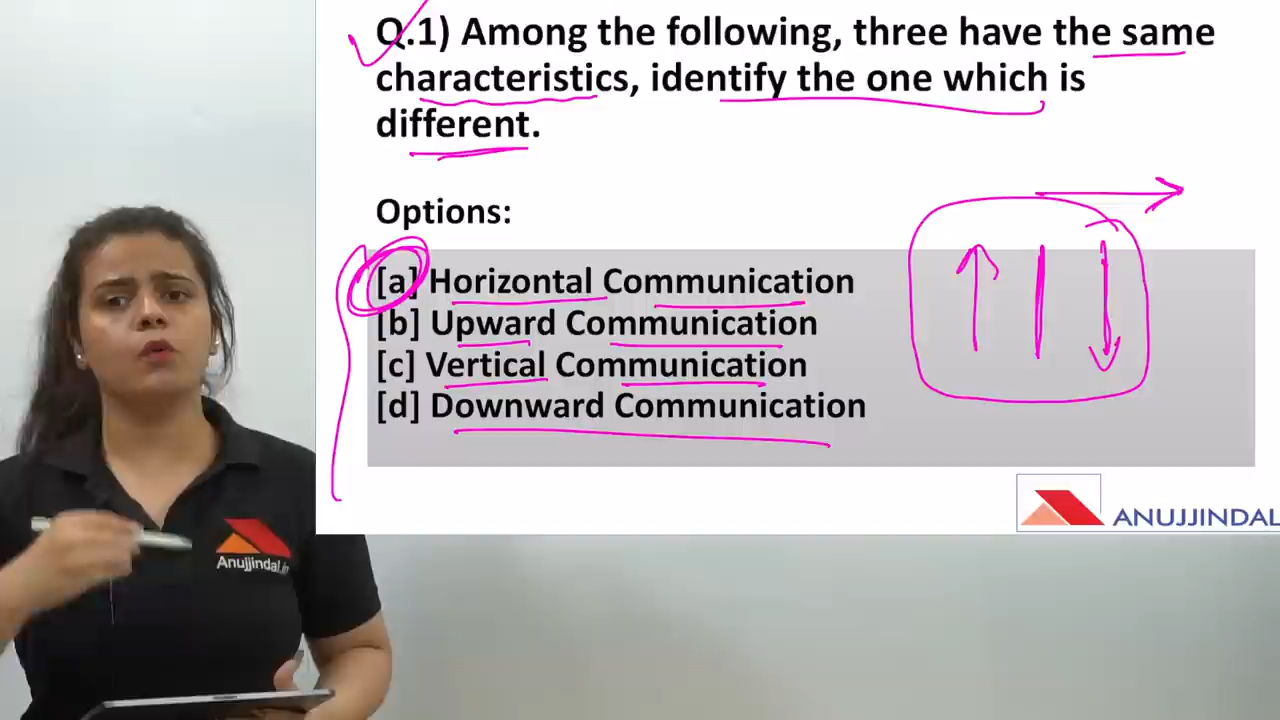 Q.1) Among the following, three have the same
characteristics, identify the one which is
different.
Options:
[a] Horizontal Communication
[b] Upward Communication
[c] Vertical Communication
[d] Downward Communication
ANUJJINDAL
Anujjindal.in